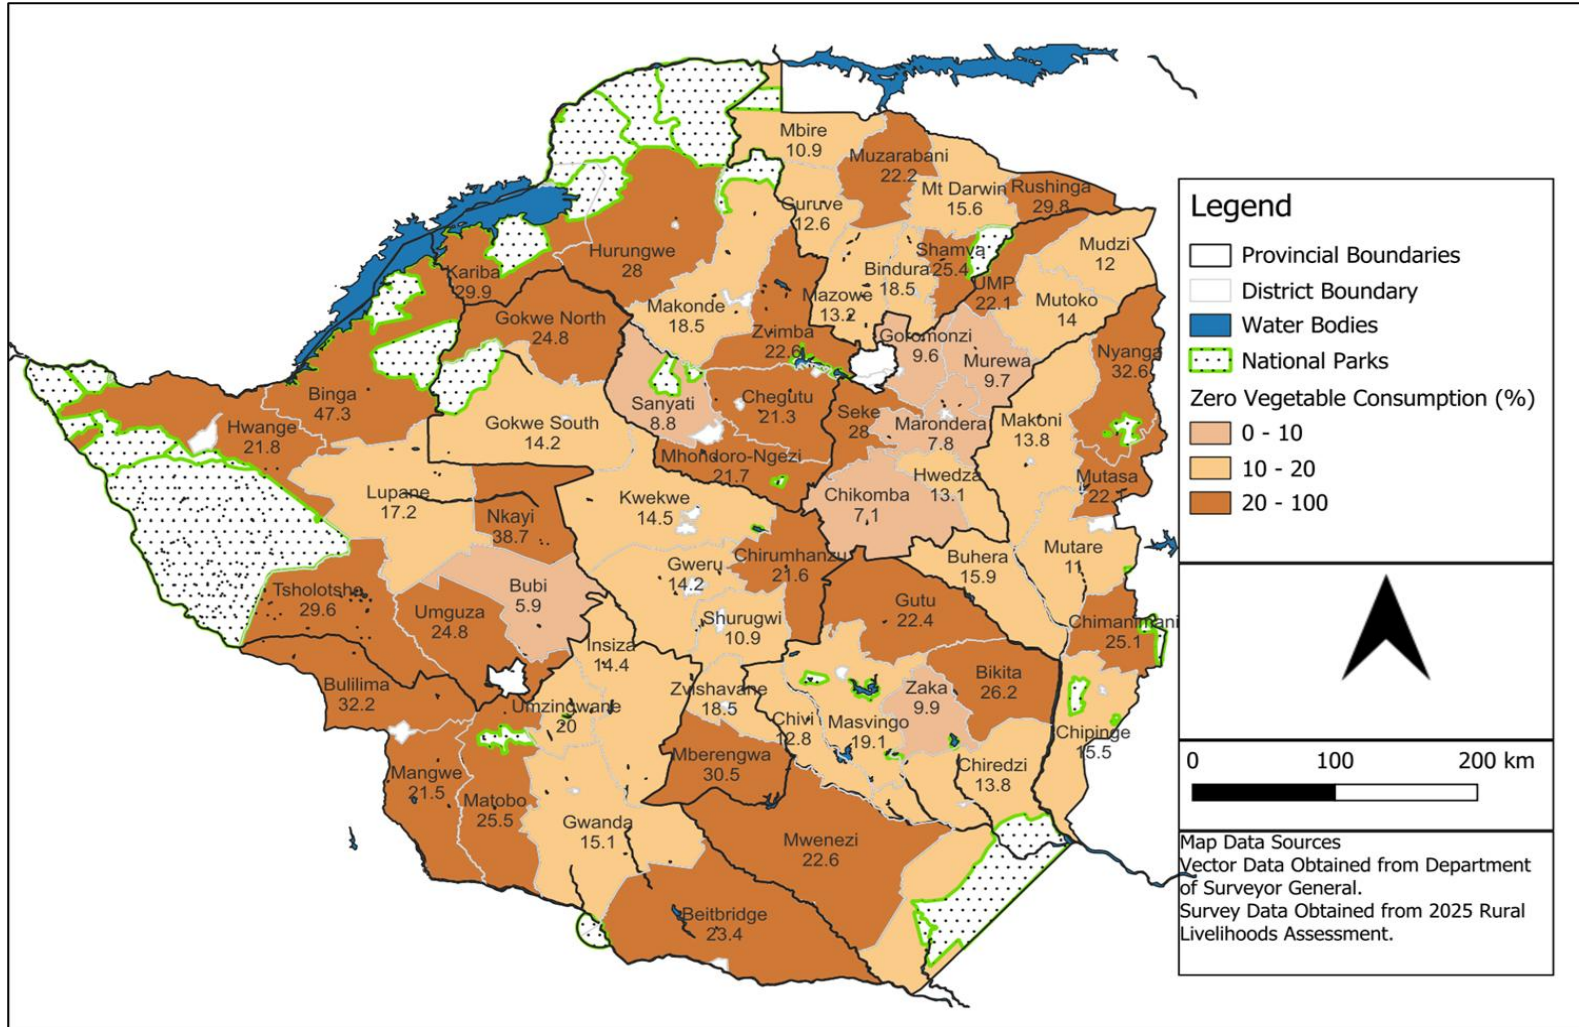 Mbire
10.9
Muzarabani
22.2
Mt Darwin
15.6
Rushinga
29.8
Guruve
12.6
Hurungwe
28
Kariba
29.9
Shamva
25.4
Mudzi
12
Bindura
18.5
UMP
22.1
Mazowe
13.2
Mutoko
14
Makonde
18.5
Gokwe North
24.8
Zvimba
22.6
Goromonzi
9.6
Murewa
9.7
Nyanga
32.6
Binga
47.3
Hwange
21.8
Sanyati
8.8
Chegutu
21.3
Seke
28
Marondera
7.8
Makoni
13.8
Gokwe South
14.2
Mhondoro-Ngezi
21.7
Hwedza
13.1
Mutasa
22.1
Lupane
17.2
Nkayi
38.7
Kwekwe
14.5
Chikomba
7.1
Chirumhanzu
21.6
Buhera
15.9
Mutare
11
Gweru
14.2
Tsholotsho
29.6
Umguza
24.8
Bubi
5.9
Shurugwi
10.9
Gutu
22.4
Chimanimani
25.1
Insiza
14.4
Bulilima
32.2
Umzingwane
20
Zvishavane
18.5
Chivi
12.8
Masvingo
19.1
Zaka
9.9
Bikita
26.2
Chipinge
15.5
Mangwe
21.5
Matobo
25.5
Mberengwa
30.5
Chiredzi
13.8
Gwanda
15.1
Mwenezi
22.6
Beitbridge
23.4
Legend
Provincial Boundaries
District Boundary
Water Bodies
National Parks
Zero Vegetable Consumption (%)
0 - 10
10 - 20
20 - 100
0 100 200 km
Map Data Sources
Vector Data Obtained from Department
of Surveyor General.
Survey Data Obtained from 2025 Rural
Livelihoods Assessment.